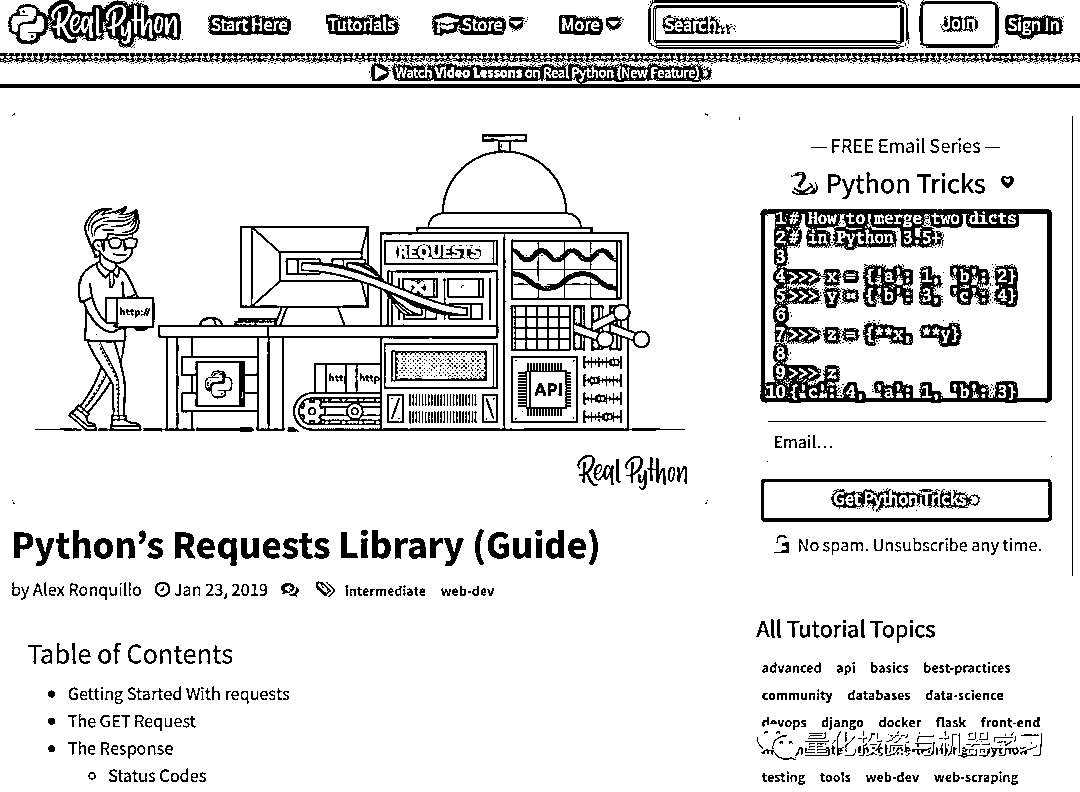 Real Python
Start Here
Tutorials
Store
More
Search...
Join
Sign In
Watch Video Lessons on Real Python (New Feature)
REQUESTS
http://
API
Real Python
Python's Requests Library (Guide)
by Alex Ronquillo Jan 23, 2019 intermediate web-dev
Table of Contents
Getting Started With requests
The GET Request
The Response
Status Codes
— FREE Email Series —
Python Tricks
1 # How to merge two dicts
2 # in Python 3.5+
3
4 >>> x = {'a': 1, 'b': 2}
5 >>> y = {'b': 3, 'c': 4}
6
7 >>> z = {**x, **y}
8
9 >>> z
10 {'c': 4, 'a': 1, 'b': 3}
Email…
Get Python Tricks »
No spam. Unsubscribe any time.
All Tutorial Topics
advanced api basics best-practices
community databases data-science
devops django docker flask front-end
量化投资与机器学习
testing tools web-dev web-scraping